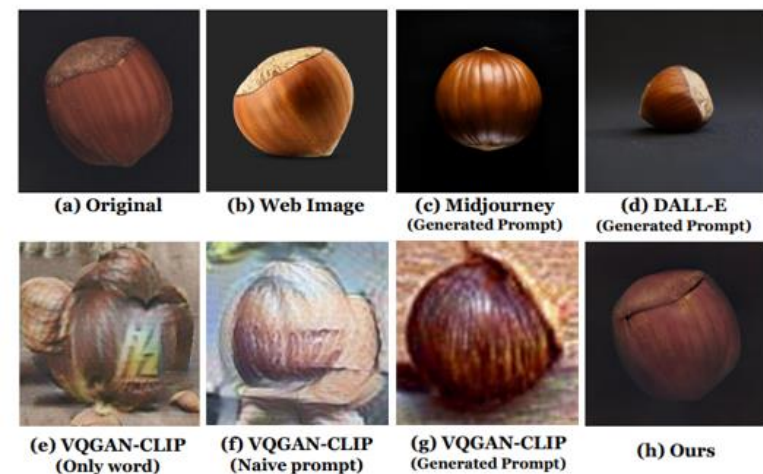 (a) Original
(b) Web Image
(c) Midjourney
(Generated Prompt)
(d) DALL-E
(Generated Prompt)
(e) VQGAN-CLIP
(Only word)
(f) VQGAN-CLIP
(Naive prompt)
(g) VQGAN-CLIP
(Generated Prompt)
(h) Ours